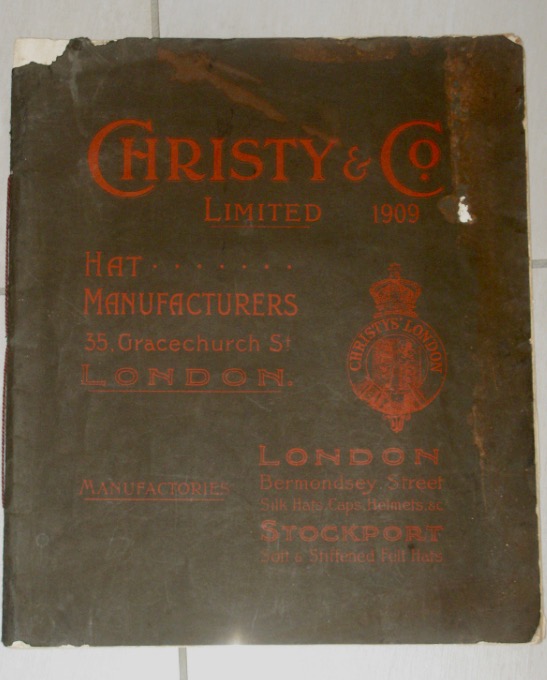 CHRISTY & Co
LIMITED 1909
HAT . . . . . . .
MANUFACTURERS
35, Gracechurch St
LONDON.
CHRISTYS' LONDON
MANUFACTORIES
LONDON
Bermondsey Street
Silk Hats, Caps, Helmets, &c
STOCKPORT
Soft & Stiffened Felt Hats